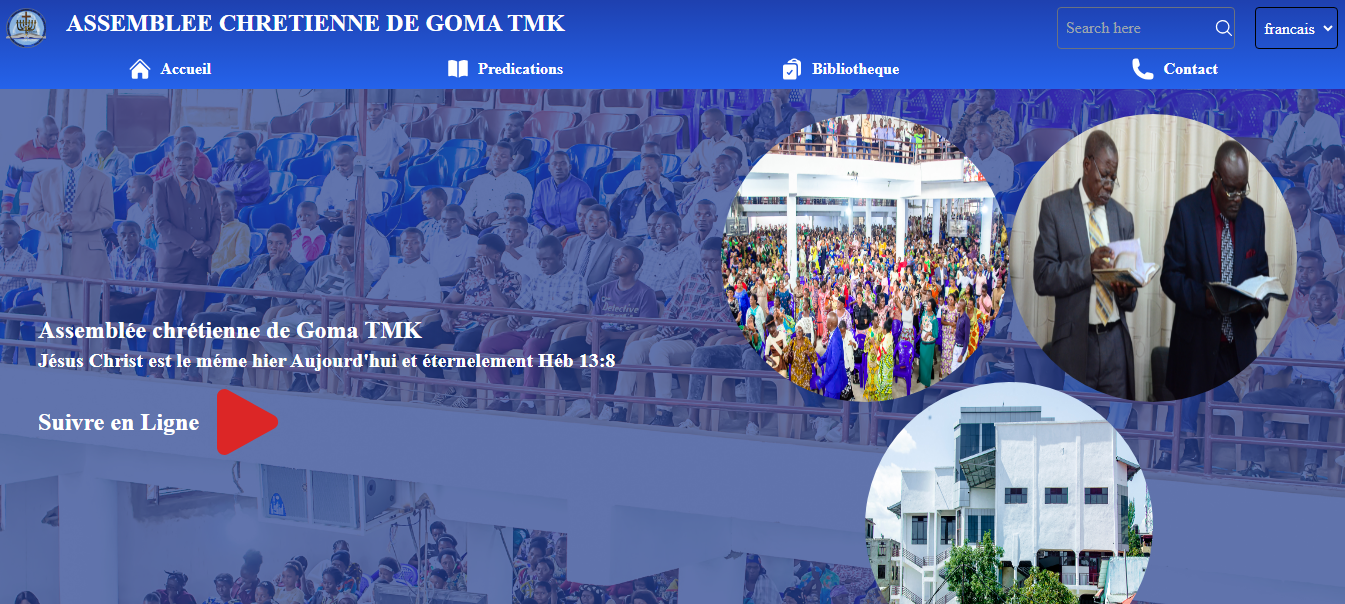 ASSEMBLEE CHRETIENNE DE GOMA TMK
Search here
francais
Accueil
Predications
Bibliotheque
Contact
Assemblée chrétienne de Goma TMK
Jésus Christ est le méme hier Aujourd'hui et éternelement Héb 13:8
Suivre en Ligne
Detective